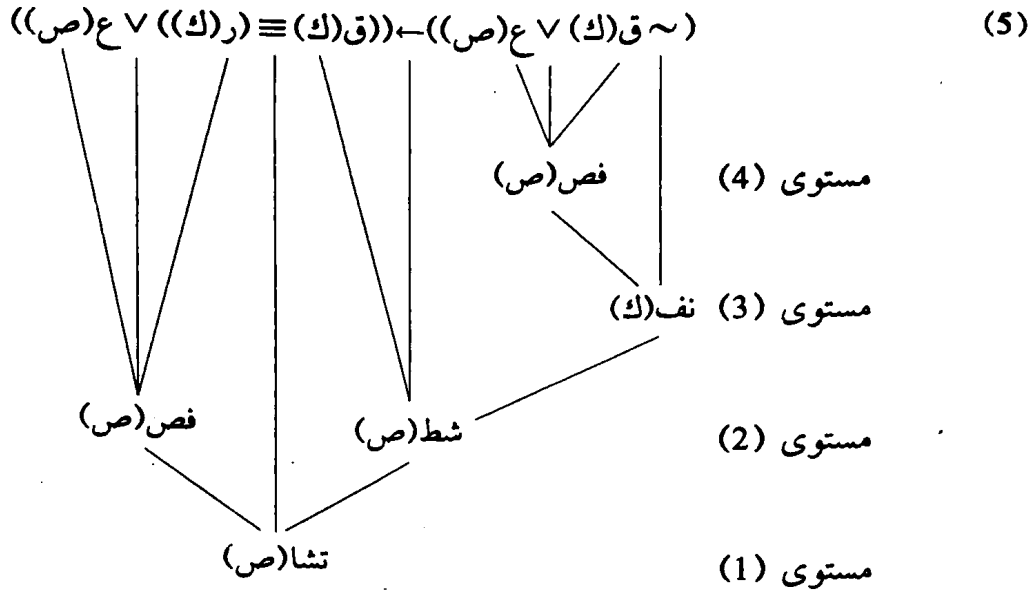 (5) (~ ق(ك) ∨ ع(ص))←((ق(ك) ≡ (ر(ك)) ∨ ع(ص))
مستوى (4) فص(ص)
مستوى (3) نف(ك)
مستوى (2) شط(ص) فص(ص)
مستوى (1) تشا(ص)